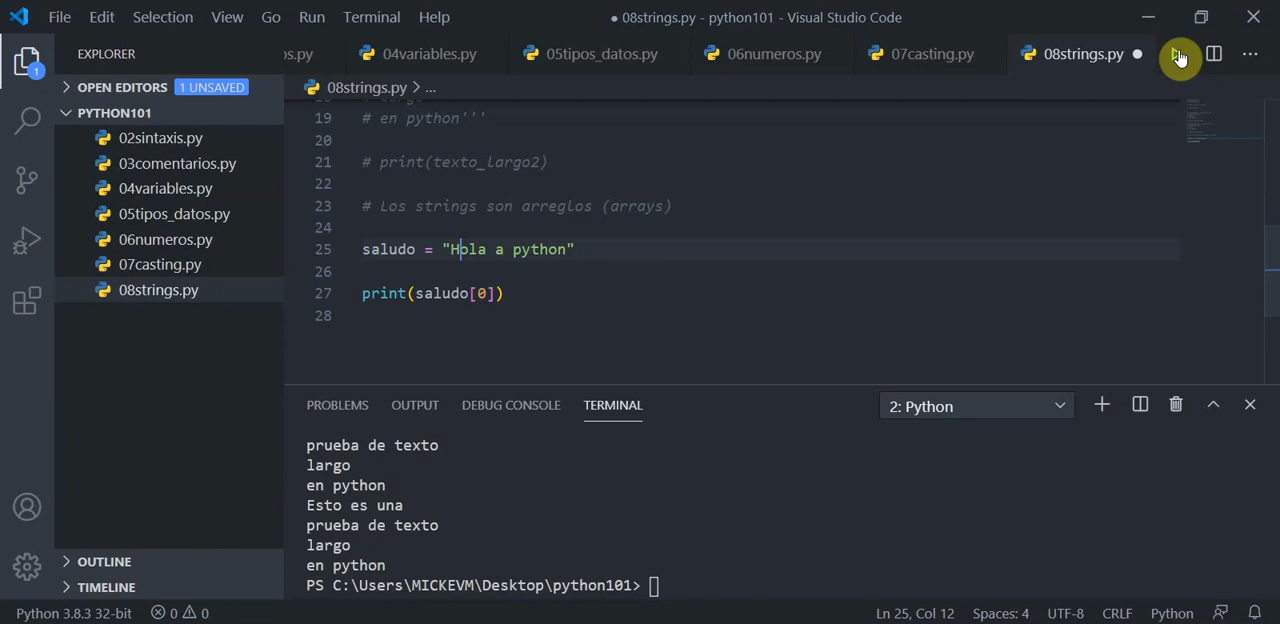 File Edit Selection View Go Run Terminal Help ● 08strings.py - python101 - Visual Studio Code
EXPLORER
os.py 04variables.py 05tipos_datos.py 06numeros.py 07casting.py 08strings.py
OPEN EDITORS 1 UNSAVED
08strings.py > ...
PYTHON101
02sintaxis.py
03comentarios.py
04variables.py
05tipos_datos.py
06numeros.py
07casting.py
08strings.py
OUTLINE
TIMELINE
19 # en python'''
20
21 # print(texto_largo2)
22
23 # Los strings son arreglos (arrays)
24
25 saludo = "Hola a python"
26
27 print(saludo[0])
28
PROBLEMS OUTPUT DEBUG CONSOLE TERMINAL 2: Python
prueba de texto
largo
en python
Esto es una
prueba de texto
largo
en python
PS C:\Users\MICKEVM\Desktop\python101>
1
Python 3.8.3 32-bit 0 0 Ln 25, Col 12 Spaces: 4 UTF-8 CRLF Python